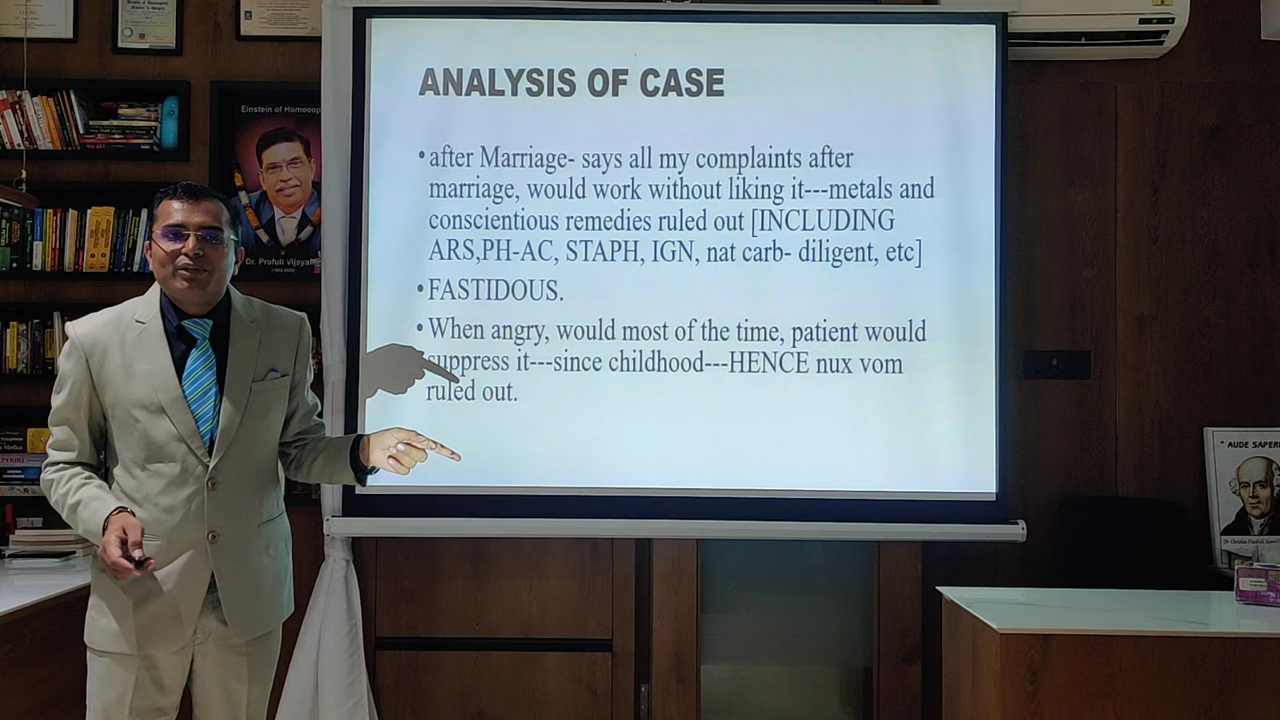 ANALYSIS OF CASE
•after Marriage- says all my complaints after
marriage, would work without liking it---metals and
conscientious remedies ruled out [INCLUDING
ARS,PH-AC, STAPH, IGN, nat carb- diligent, etc]
•FASTIDOUS.
•When angry, would most of the time, patient would
suppress it---since childhood---HENCE nux vom
ruled out.
Einstein of Homoeop
Dr. Prafull Vijaya
" AUDE SAPER